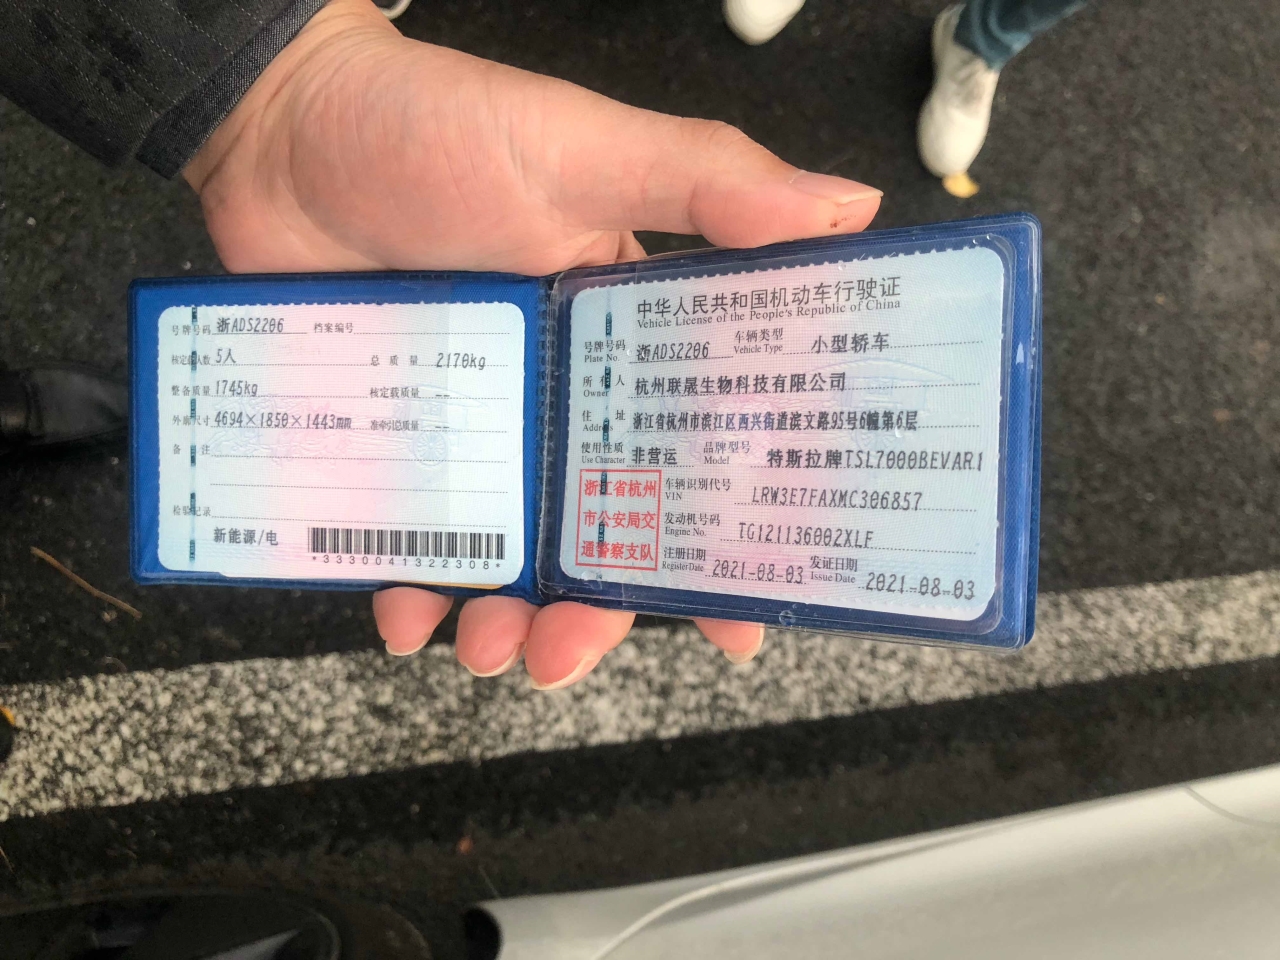 号牌号码 浙ADS2206 档案编号
核定载人数 5人 总质量 2170kg
整备质量 1745kg 核定载质量 --
外廓尺寸 4694×1850×1443mm 准牵引总质量 --
备注
检验记录
新能源/电
*3330041322308*
中华人民共和国机动车行驶证
Vehicle License of the People's Republic of China
号牌号码 浙ADS2206 车辆类型 小型轿车
Plate No. Vehicle Type
所有人 杭州联晟生物科技有限公司
Owner
住址 浙江省杭州市滨江区西兴街道滨文路95号6幢第6层
Address
使用性质 非营运 品牌型号 特斯拉牌TSL7000BEVAR1
Use Character Model
浙江省杭州
市公安局交
通警察支队
车辆识别代号 LRW3E7FAXMC306857
VIN
发动机号码 TG121136002XLF
Engine No.
注册日期 2021-08-03 发证日期 2021-08-03
Register Date Issue Date